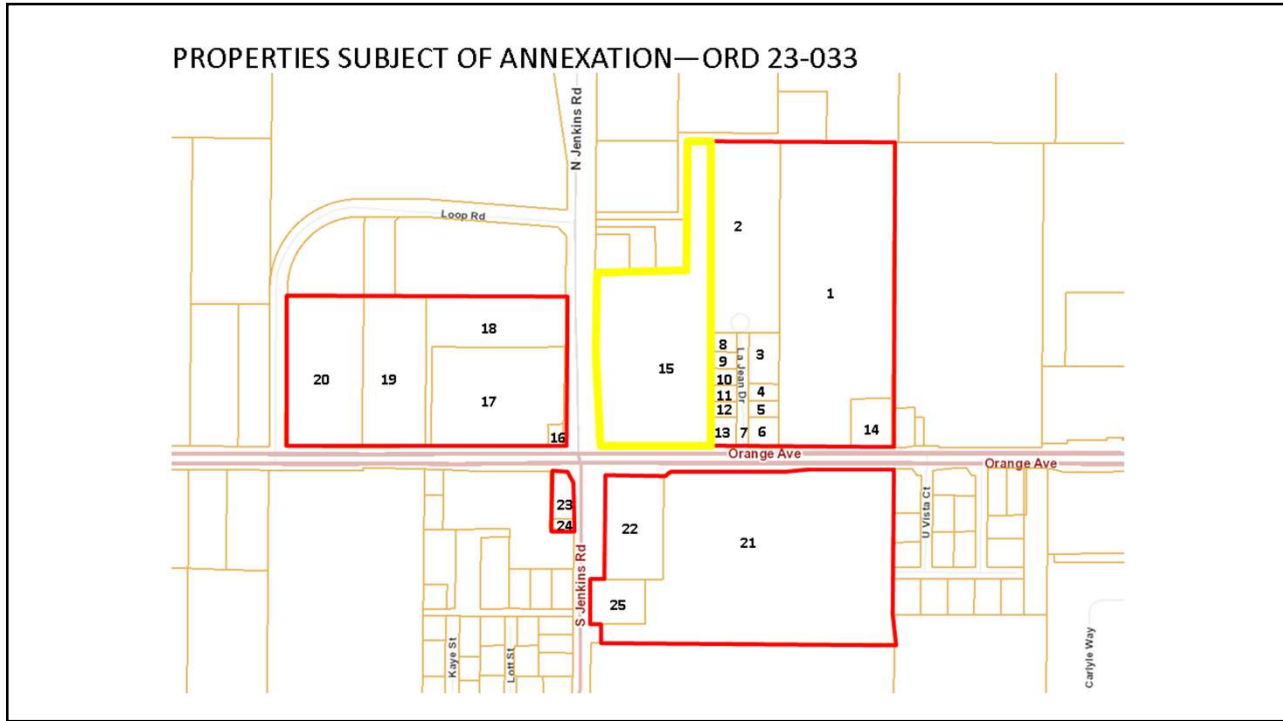 PROPERTIES SUBJECT OF ANNEXATION—ORD 23-033
N Jenkins Rd
Loop Rd
2
1
18
8
3
La Jean Dr
9
15
20
19
10
11
4
17
12
5
16
13
7
6
14
Orange Ave
Orange Ave
23
22
U Vista Ct
24
21
S Jenkins Rd
25
Kaye St
Lott St
Carlyle Way